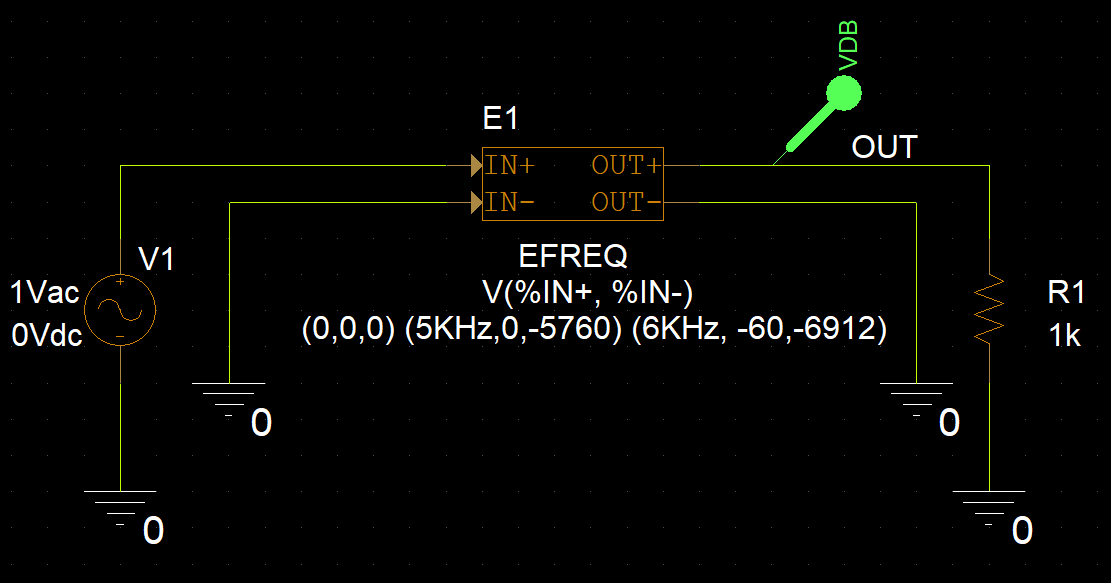 VDB
E1
OUT
IN+ OUT+
IN- OUT-
V1
EFREQ
1Vac
V(%IN+, %IN-)
R1
0Vdc
(0,0,0) (5KHz,0,-5760) (6KHz, -60,-6912)
1k
0
0
0
0